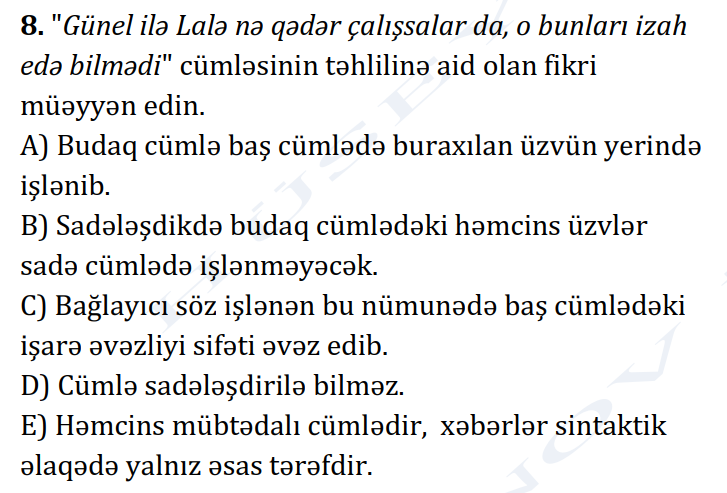 8. "Günel ilə Lalə nə qədər çalışsalar da, o bunları izah
edə bilmədi" cümləsinin təhlilinə aid olan fikri
müəyyən edin.
A) Budaq cümlə baş cümlədə buraxılan üzvün yerində
işlənib.
B) Sadələşdikdə budaq cümlədəki həmcins üzvlər
sadə cümlədə işlənməyəcək.
C) Bağlayıcı söz işlənən bu nümunədə baş cümlədəki
işarə əvəzliyi sifəti əvəz edib.
D) Cümlə sadələşdirilə bilməz.
E) Həmcins mübtədalı cümlədir, xəbərlər sintaktik
əlaqədə yalnız əsas tərəfdir.